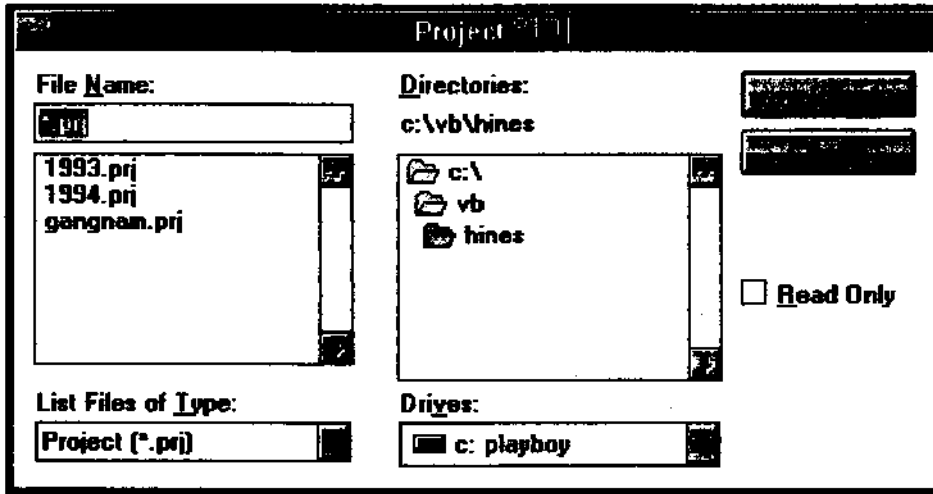 Project
File Name:
*.prj
1993.prj
1994.prj
gangnam.prj
List Files of Type:
Project (*.prj)
Directories:
c:\vb\hines
c:\
vb
hines
Drives:
c: playboy
Read Only